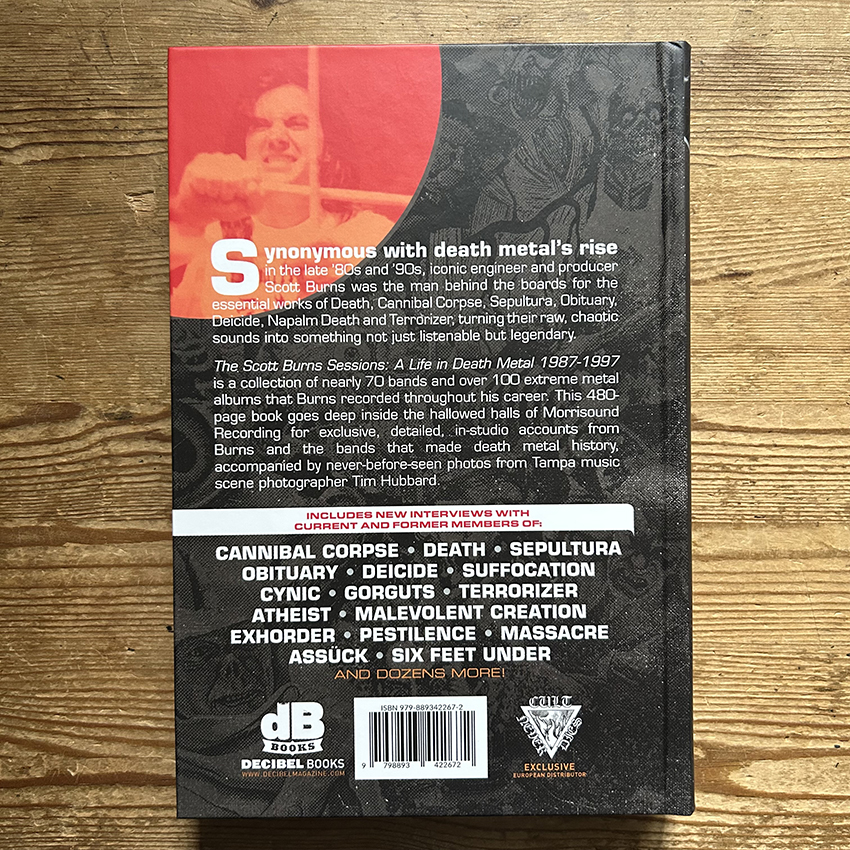 Synonymous with death metal's rise
in the late '80s and '90s, iconic engineer and producer
Scott Burns was the man behind the boards for the
essential works of Death, Cannibal Corpse, Sepultura, Obituary,
Deicide, Napalm Death and Terrorizer, turning their raw, chaotic
sounds into something not just listenable but legendary.
The Scott Burns Sessions: A Life in Death Metal 1987-1997
is a collection of nearly 70 bands and over 100 extreme metal
albums that Burns recorded throughout his career. This 480-
page book goes deep inside the hallowed halls of Morrisound
Recording for exclusive, detailed, in-studio accounts from
Burns and the bands that made death metal history,
accompanied by never-before-seen photos from Tampa music
scene photographer Tim Hubbard.
INCLUDES NEW INTERVIEWS WITH
CURRENT AND FORMER MEMBERS OF:
CANNIBAL CORPSE • DEATH • SEPULTURA
OBITUARY • DEICIDE • SUFFOCATION
CYNIC • GORGUTS • TERRORIZER
ATHEIST • MALEVOLENT CREATION
EXHORDER • PESTILENCE • MASSACRE
ASSÜCK • SIX FEET UNDER
AND DOZENS MORE!
dB
BOOKS
DECIBEL BOOKS
WWW.DECIBELMAGAZINE.COM
ISBN 979-889342267-2
9 798893 422672
CULT
NEVER DIES
EXCLUSIVE
EUROPEAN DISTRIBUTOR